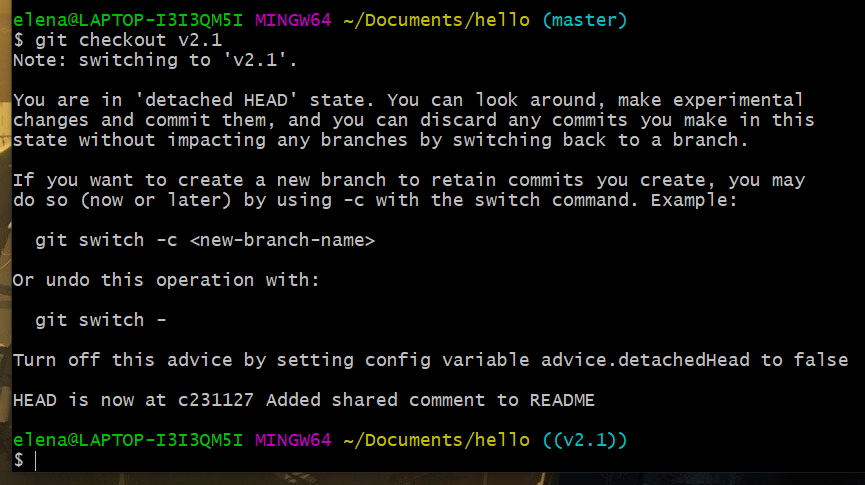 elena@LAPTOP-I3I3QM5I MINGW64 ~/Documents/hello (master)
$ git checkout v2.1
Note: switching to 'v2.1'.
You are in 'detached HEAD' state. You can look around, make experimental
changes and commit them, and you can discard any commits you make in this
state without impacting any branches by switching back to a branch.
If you want to create a new branch to retain commits you create, you may
do so (now or later) by using -c with the switch command. Example:
git switch -c <new-branch-name>
Or undo this operation with:
git switch -
Turn off this advice by setting config variable advice.detachedHead to false
HEAD is now at c231127 Added shared comment to README
elena@LAPTOP-I3I3QM5I MINGW64 ~/Documents/hello ((v2.1))
$